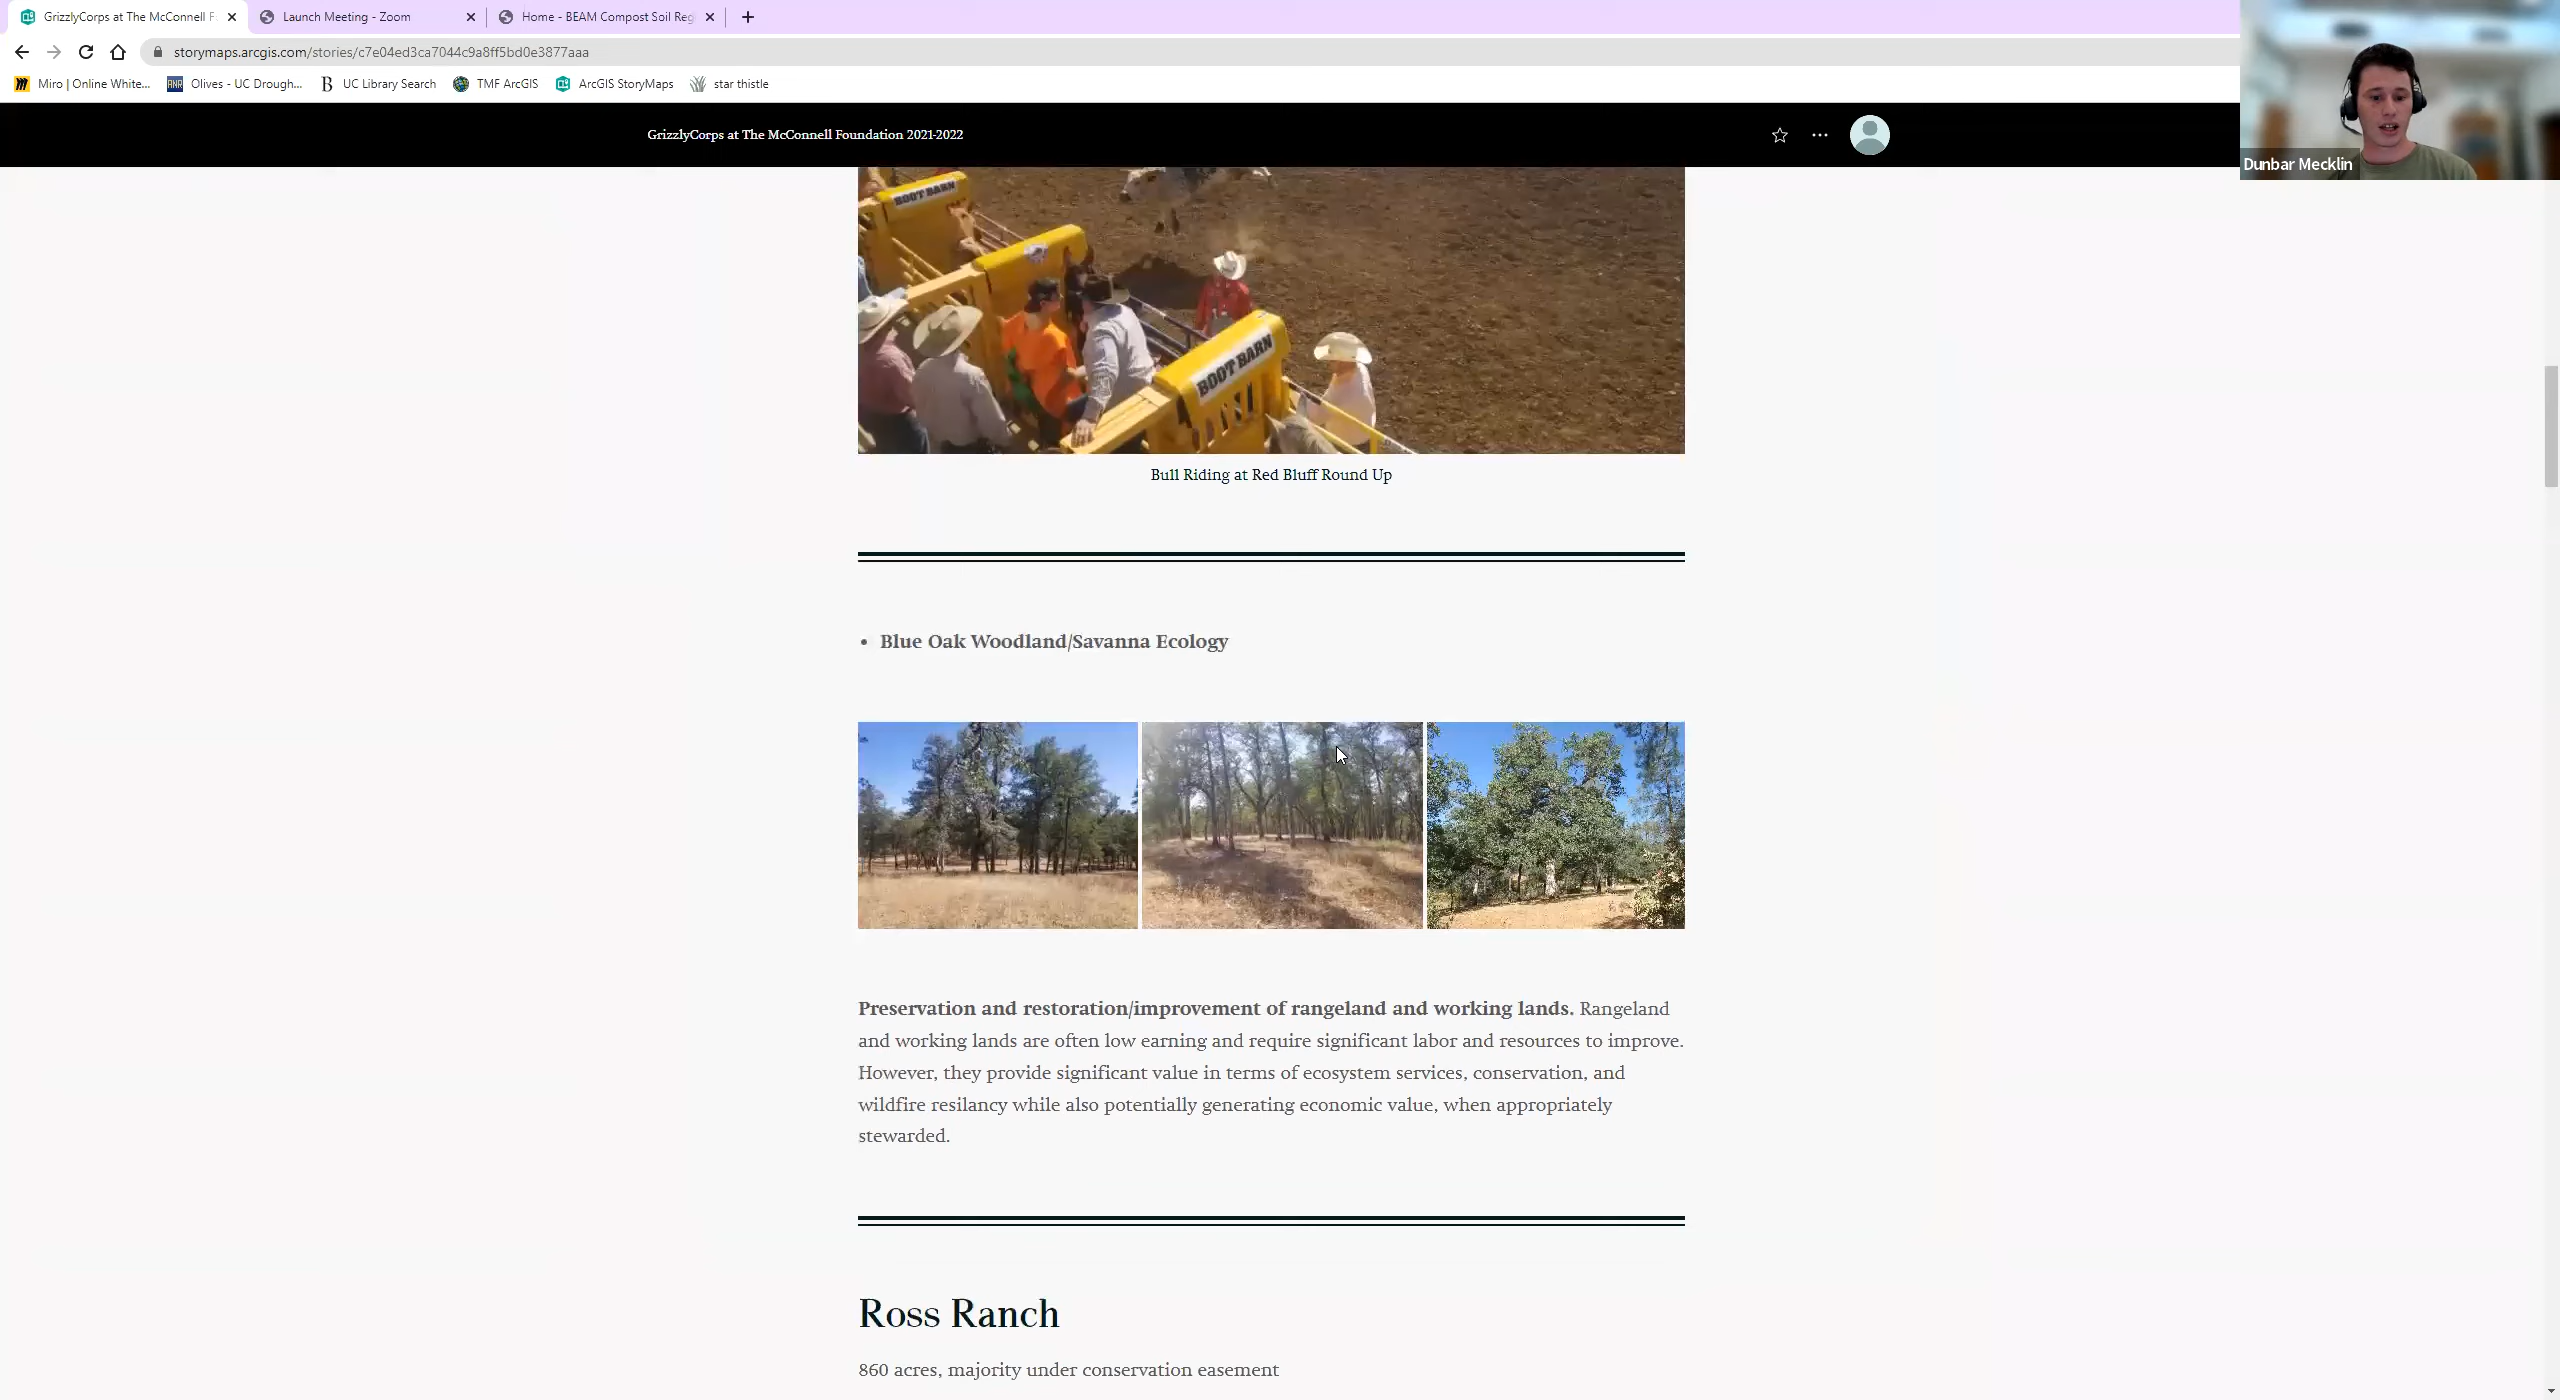 GrizzlyCorps at The McConnell F
Launch Meeting - Zoom
Home - BEAM Compost Soil Reg
storymaps.arcgis.com/stories/c7e04ed3ca7044c9a8ff5bd0e3877aaa
Miro | Online White...
Olives - UC Drough...
UC Library Search
TMF ArcGIS
ArcGIS StoryMaps
star thistle
GrizzlyCorps at The McConnell Foundation 2021-2022
Dunbar Mecklin
BOOT BARN
BOOT BARN
Bull Riding at Red Bluff Round Up
• Blue Oak Woodland/Savanna Ecology
Preservation and restoration/improvement of rangeland and working lands. Rangeland
and working lands are often low earning and require significant labor and resources to improve.
However, they provide significant value in terms of ecosystem services, conservation, and
wildfire resilancy while also potentially generating economic value, when appropriately
stewarded.
Ross Ranch
860 acres, majority under conservation easement